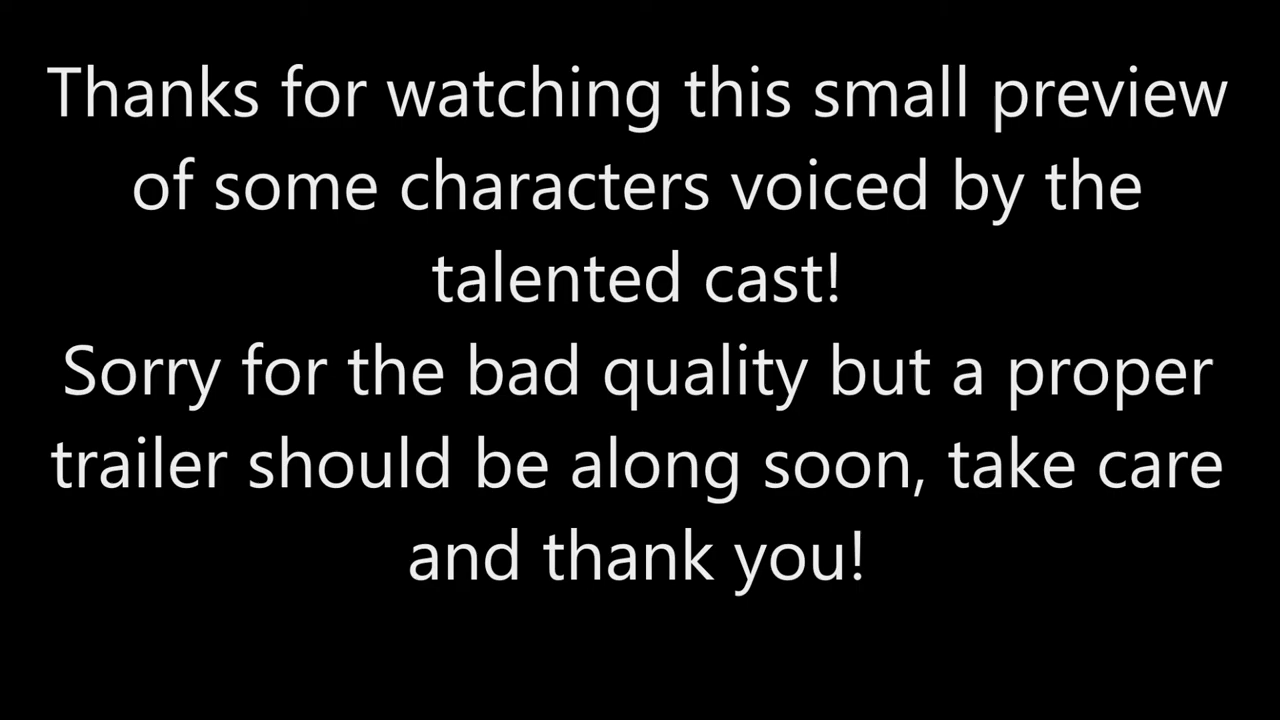 Thanks for watching this small preview
of some characters voiced by the
talented cast!
Sorry for the bad quality but a proper
trailer should be along soon, take care
and thank you!